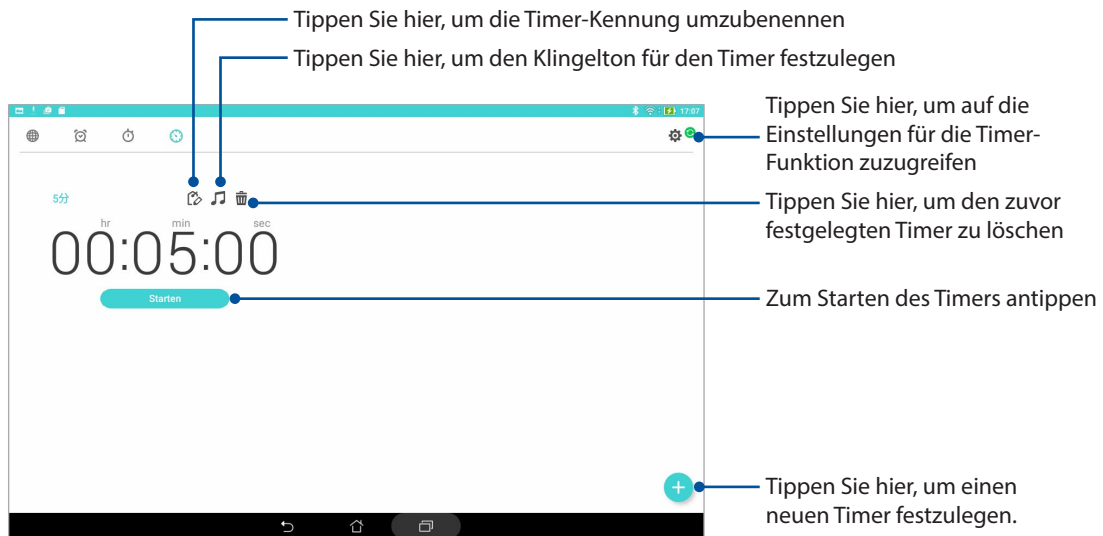 Tippen Sie hier, um die Timer-Kennung umzubenennen
Tippen Sie hier, um den Klingelton für den Timer festzulegen
17:07
Tippen Sie hier, um auf die
Einstellungen für die Timer-
Funktion zuzugreifen
5分
Tippen Sie hier, um den zuvor
festgelegten Timer zu löschen
hr min sec
00:05:00
Starten
Zum Starten des Timers antippen
Tippen Sie hier, um einen
neuen Timer festzulegen.